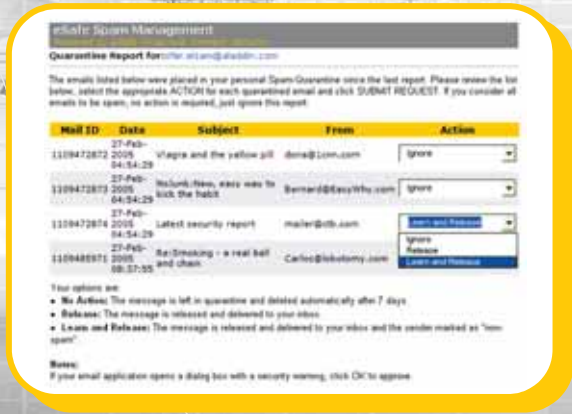 eSafe Spam Management
Quarantine Report for
The emails listed below were placed in your personal Spam Quarantine since the last report. Please review the list
below, select the appropriate ACTION for each quarantined email and click SUBMIT REQUEST. If you consider all
emails to be spam, no action is required, just ignore this report.
Mail ID Date Subject From Action
1109472872 27-Feb-2005 04:54:29 Viagra and the yellow pill dona@1cnn.com Ignore
1109472873 27-Feb-2005 04:54:29 New, easy way to kick the habit Bernard@EasyWhy.com Ignore
1109472874 27-Feb-2005 04:54:29 Latest security report Learn and Release
Ignore
Release
Learn and Release
27-Feb-2005 08:37:55 Re:Smoking - a real ball and chain
Your options are:
• No Action: The message is left in quarantine and deleted automatically after 7 days.
• Release: The message is released and delivered to your inbox.
• Learn and Release: The message is released and delivered to your inbox and the sender marked as "non-
spam".
Notes:
If your email application opens a dialog box with a security warning, click OK to approve.